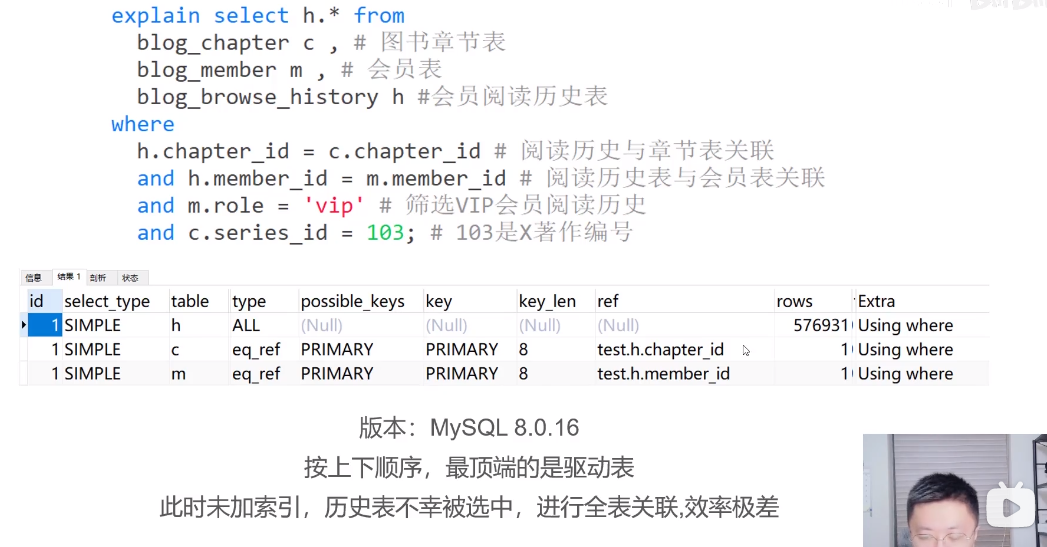 explain select h.* from
blog_chapter c , # 图书章节表
blog_member m , # 会员表
blog_browse_history h #会员阅读历史表
where
h.chapter_id = c.chapter_id # 阅读历史与章节表关联
and h.member_id = m.member_id # 阅读历史表与会员表关联
and m.role = 'vip' # 筛选VIP会员阅读历史
and c.series_id = 103; # 103是X著作编号
信息 结果 1 剖析 状态
id select_type table type possible_keys key key_len ref rows Extra
1 SIMPLE h ALL (Null) (Null) (Null) (Null) 576931 Using where
1 SIMPLE c eq_ref PRIMARY PRIMARY 8 test.h.chapter_id 1 Using where
1 SIMPLE m eq_ref PRIMARY PRIMARY 8 test.h.member_id 1 Using where
版本：MySQL 8.0.16
按上下顺序，最顶端的是驱动表
此时未加索引，历史表不幸被选中，进行全表关联,效率极差